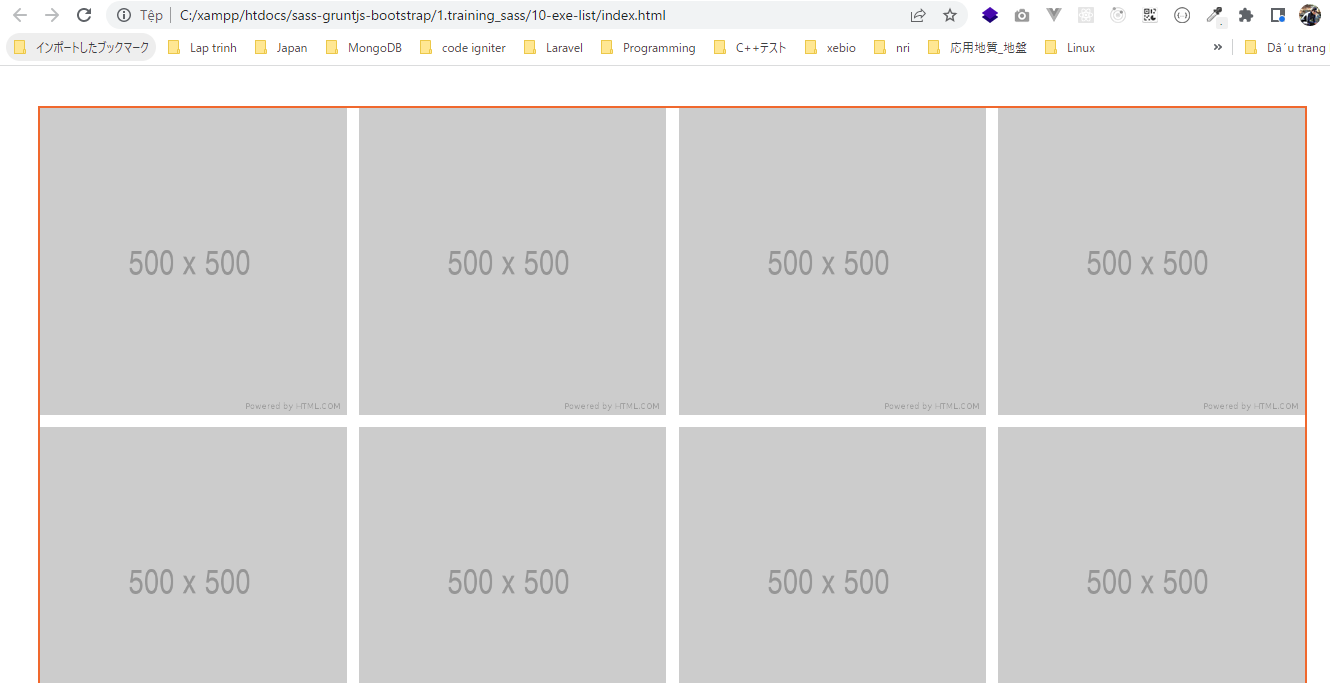 Tệp C:/xampp/htdocs/sass-gruntjs-bootstrap/1.training_sass/10-exe-list/index.html
インポートしたブックマーク Lap trinh Japan MongoDB code igniter Laravel Programming C++テスト xebio nri 応用地質_地盤 Linux » Dấu trang
500 x 500 500 x 500 500 x 500 500 x 500
Powered by HTML.COM Powered by HTML.COM Powered by HTML.COM Powered by HTML.COM
500 x 500 500 x 500 500 x 500 500 x 500